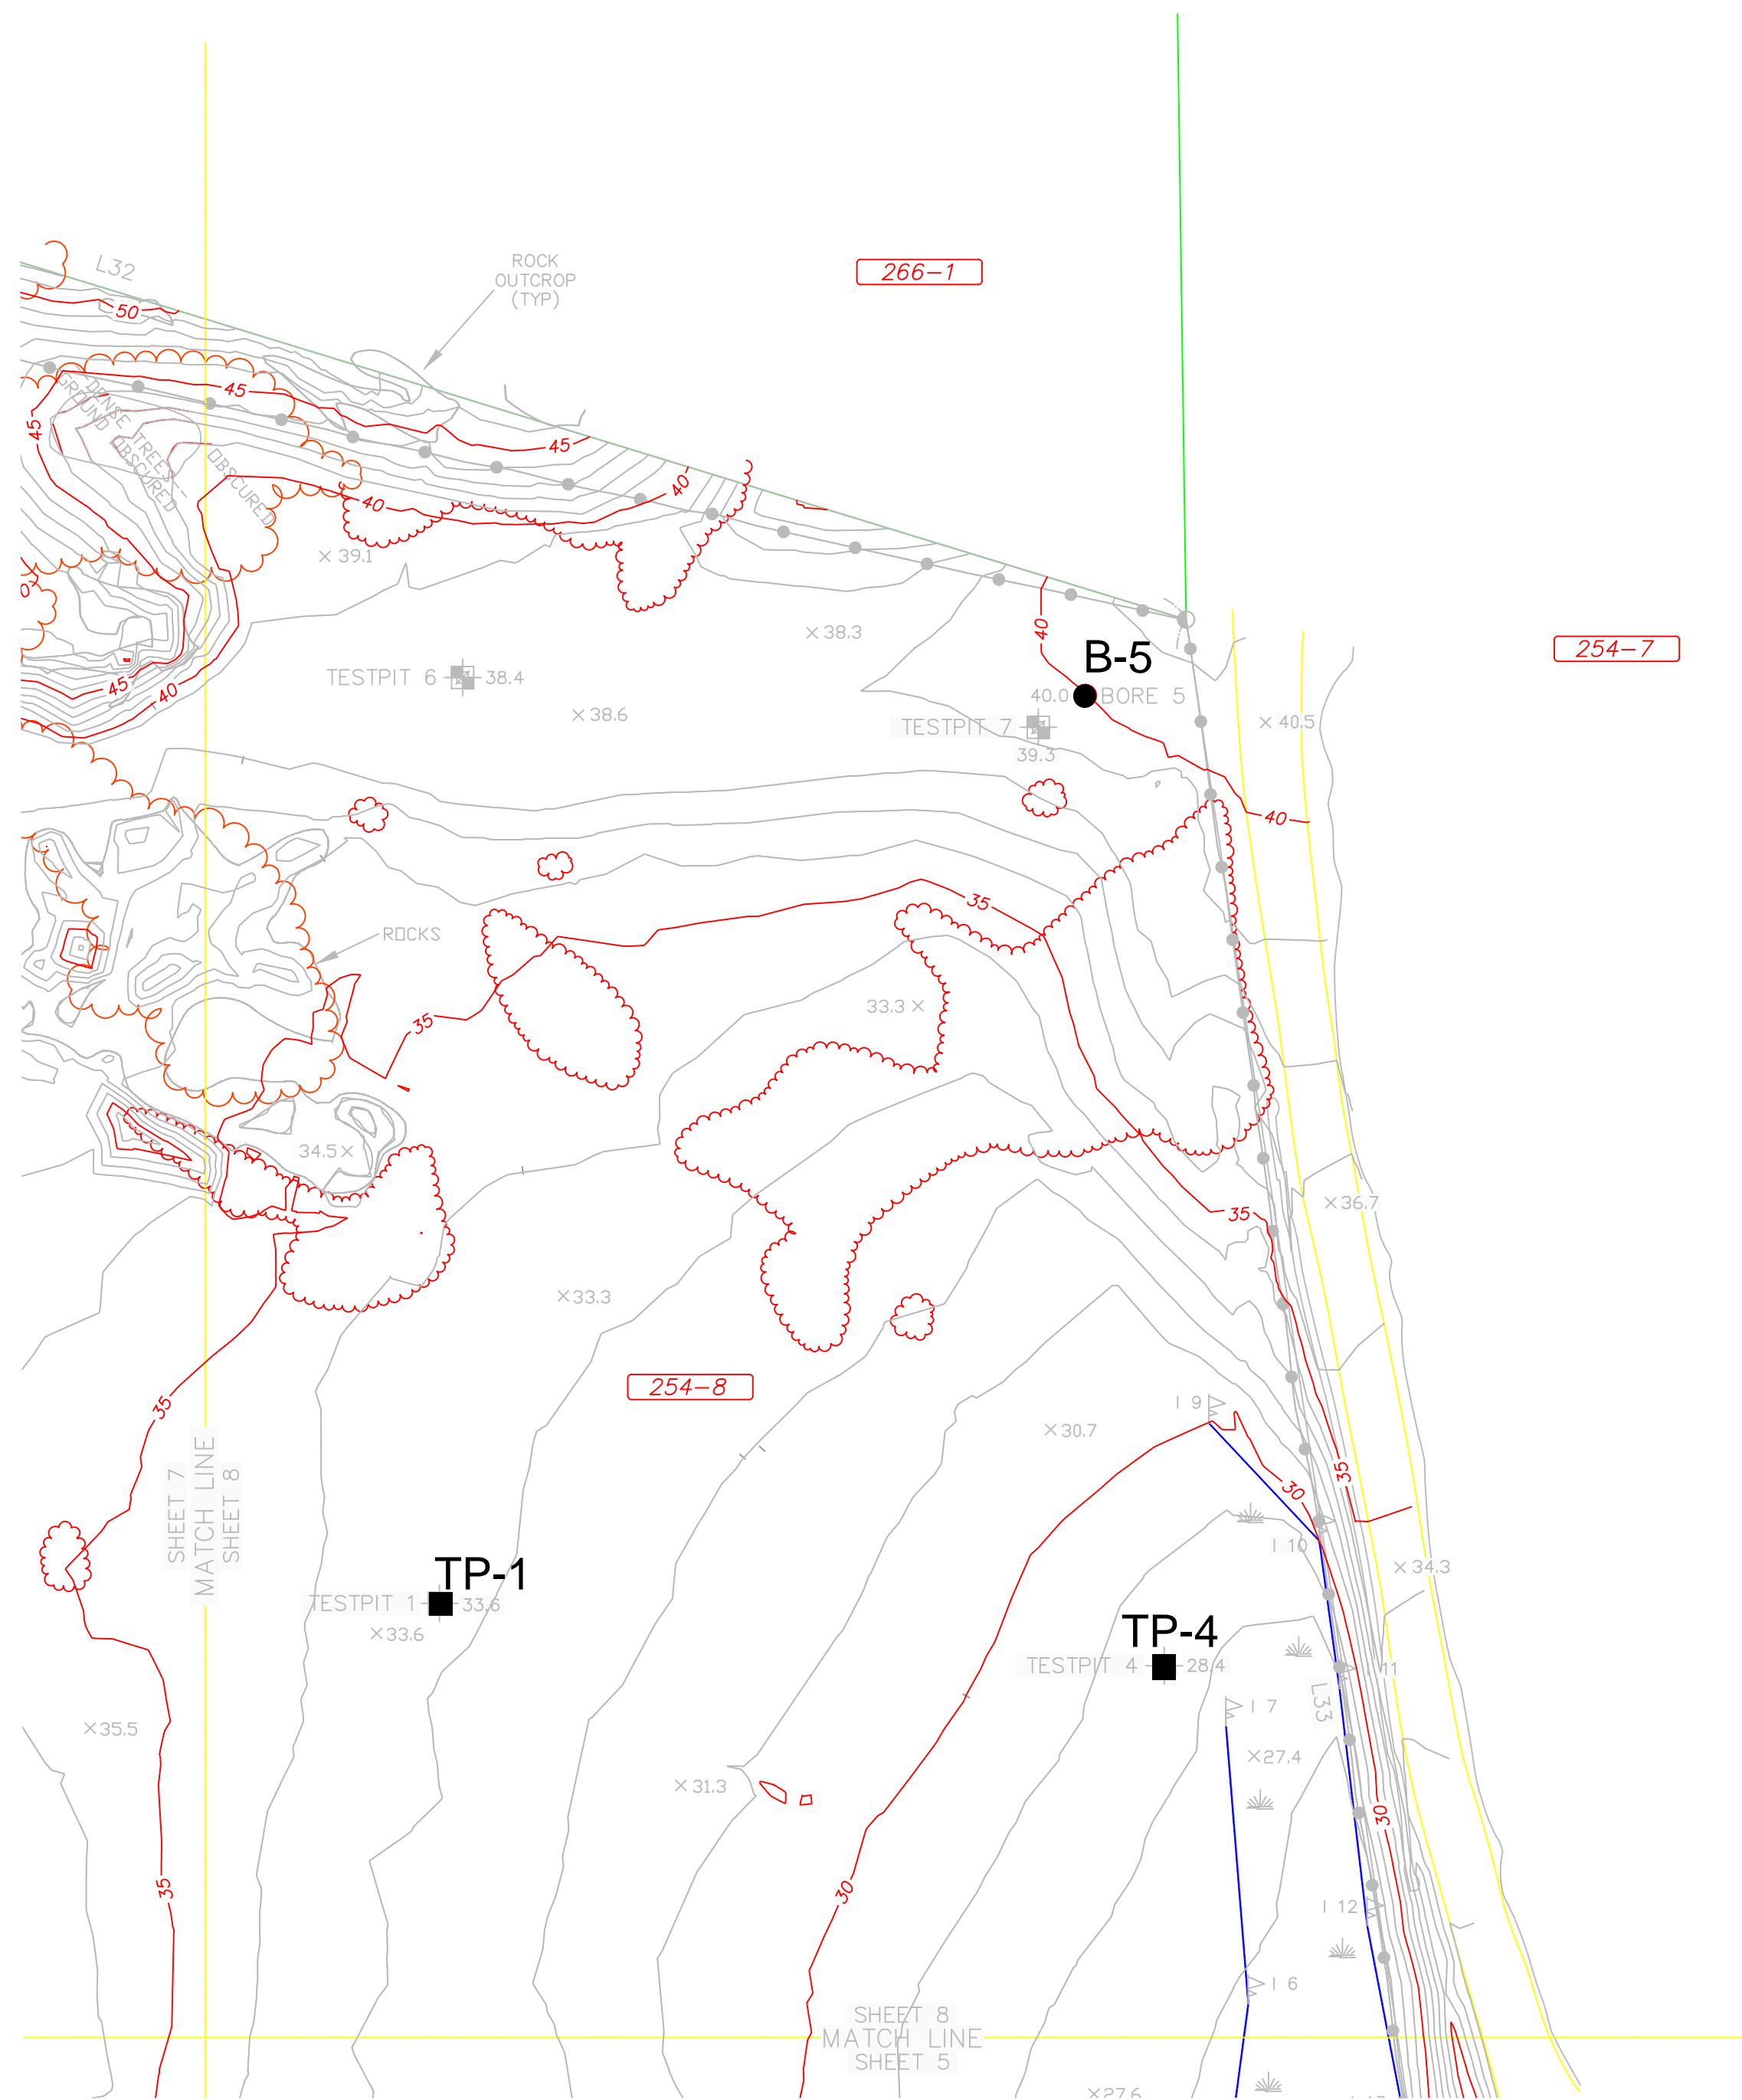 L32
ROCK
OUTCROP
(TYP)
266-1
50
45
45
45
DENSE TREES
GROUND OBSCURED
OBSCURED
40
40
× 39.1
40
× 38.3
B-5
254-7
TESTPIT 6
38.4
45
40
× 38.6
40.0
BORE 5
TESTPIT 7
39.3
× 40.5
40
35
ROCKS
33.3 ×
35
34.5×
×36.7
35
×33.3
254-8
35
I 9
×30.7
35
30
SHEET 7
MATCH LINE
SHEET 8
I 10
×34.3
TP-1
TESTPIT 1
33.6
×33.6
TP-4
TESTPIT 4
28.4
I 11
L33
I 7
×35.5
×27.4
×31.3
30
35
30
I 12
I 6
SHEET 8
MATCH LINE
SHEET 5
×27.6